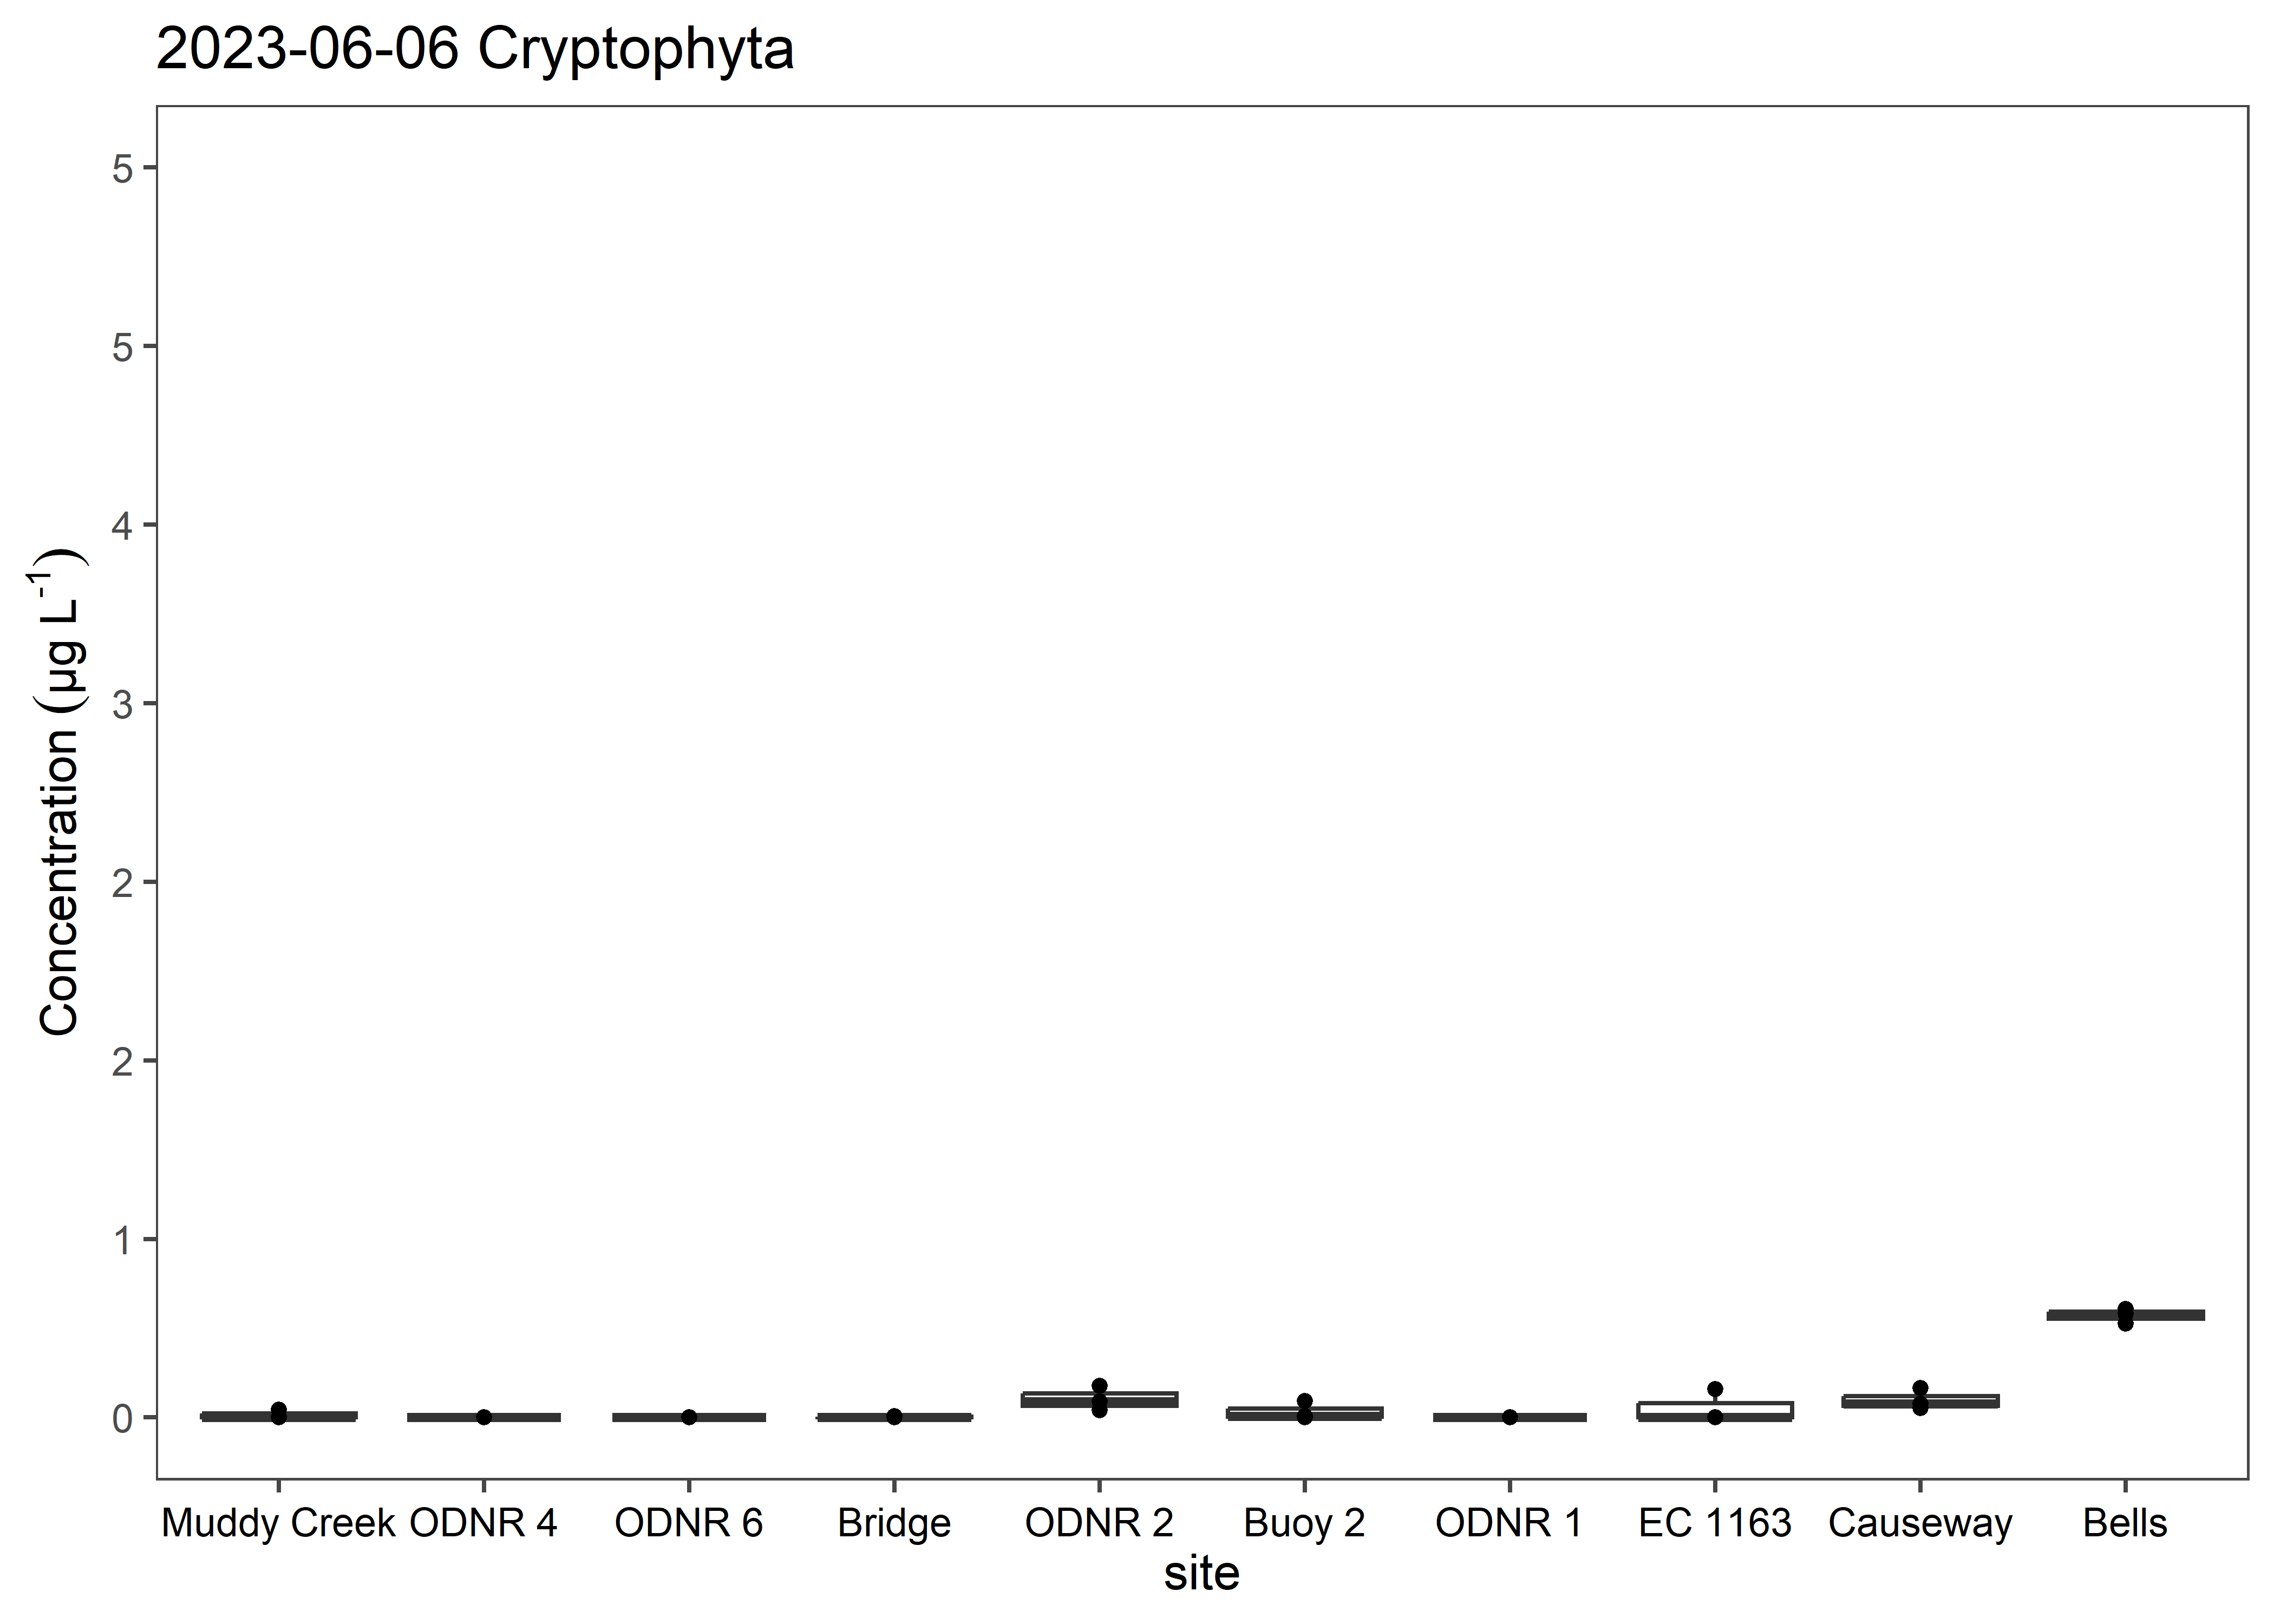 2023-06-06 Cryptophyta
Concentration (µg L⁻¹)
5
5
4
3
2
2
1
0
Muddy Creek ODNR 4 ODNR 6 Bridge ODNR 2 Buoy 2 ODNR 1 EC 1163 Causeway Bells
site